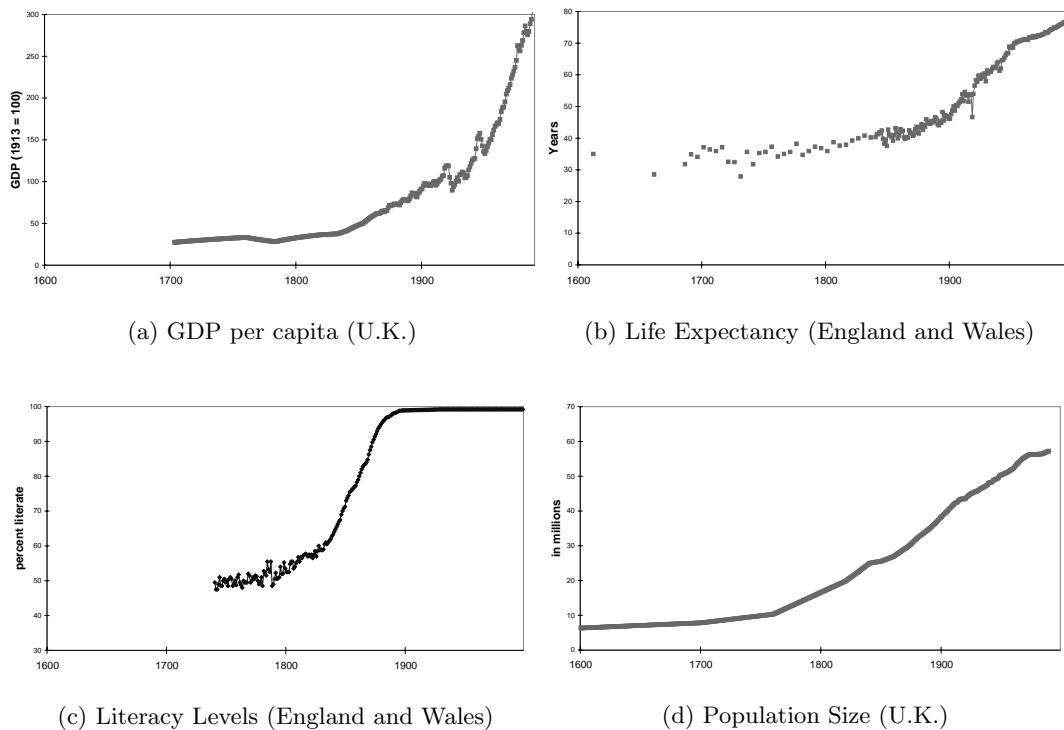 300
250
200
150
100
50
0
GDP (1913 = 100)
1600 1700 1800 1900
(a) GDP per capita (U.K.)
80
70
60
50
40
30
20
10
0
Years
1600 1700 1800 1900
(b) Life Expectancy (England and Wales)
100
90
80
70
60
50
40
30
percent literate
1600 1700 1800 1900
(c) Literacy Levels (England and Wales)
70
60
50
40
30
20
10
0
in millions
1600 1700 1800 1900
(d) Population Size (U.K.)